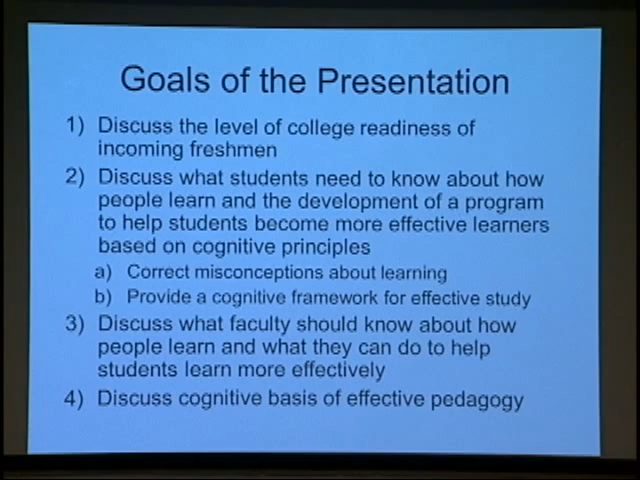 Goals of the Presentation
1) Discuss the level of college readiness of
incoming freshmen
2) Discuss what students need to know about how
people learn and the development of a program
to help students become more effective learners
based on cognitive principles
a) Correct misconceptions about learning
b) Provide a cognitive framework for effective study
3) Discuss what faculty should know about how
people learn and what they can do to help
students learn more effectively
4) Discuss cognitive basis of effective pedagogy